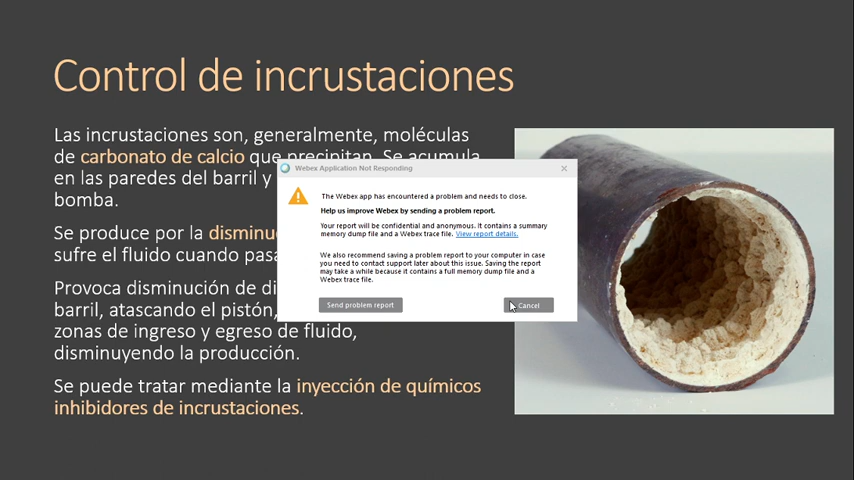 Control de incrustaciones
Las incrustaciones son, generalmente, moléculas
de carbonato de calcio que precipitan. Se acumula
en las paredes del barril y
bomba.
Se produce por la
sufre el fluido cuando
Provoca disminución de
barril, atascando el pistón,
zonas de ingreso y egreso de fluido,
disminuyendo la producción.
Se puede tratar mediante la inyección de químicos
inhibidores de incrustaciones.
Webex Application Not Responding
The Webex app has encountered a problem and needs to close.
Help us improve Webex by sending a problem report.
Your report will be confidential and anonymous. It contains a summary
memory dump file and a Webex trace file. View report details.
We also recommend saving a problem report to your computer in case
you need to contact support later about this issue. Saving the report
may take a while because it contains a full memory dump file and a
Webex trace file.
Send problem report
Cancel